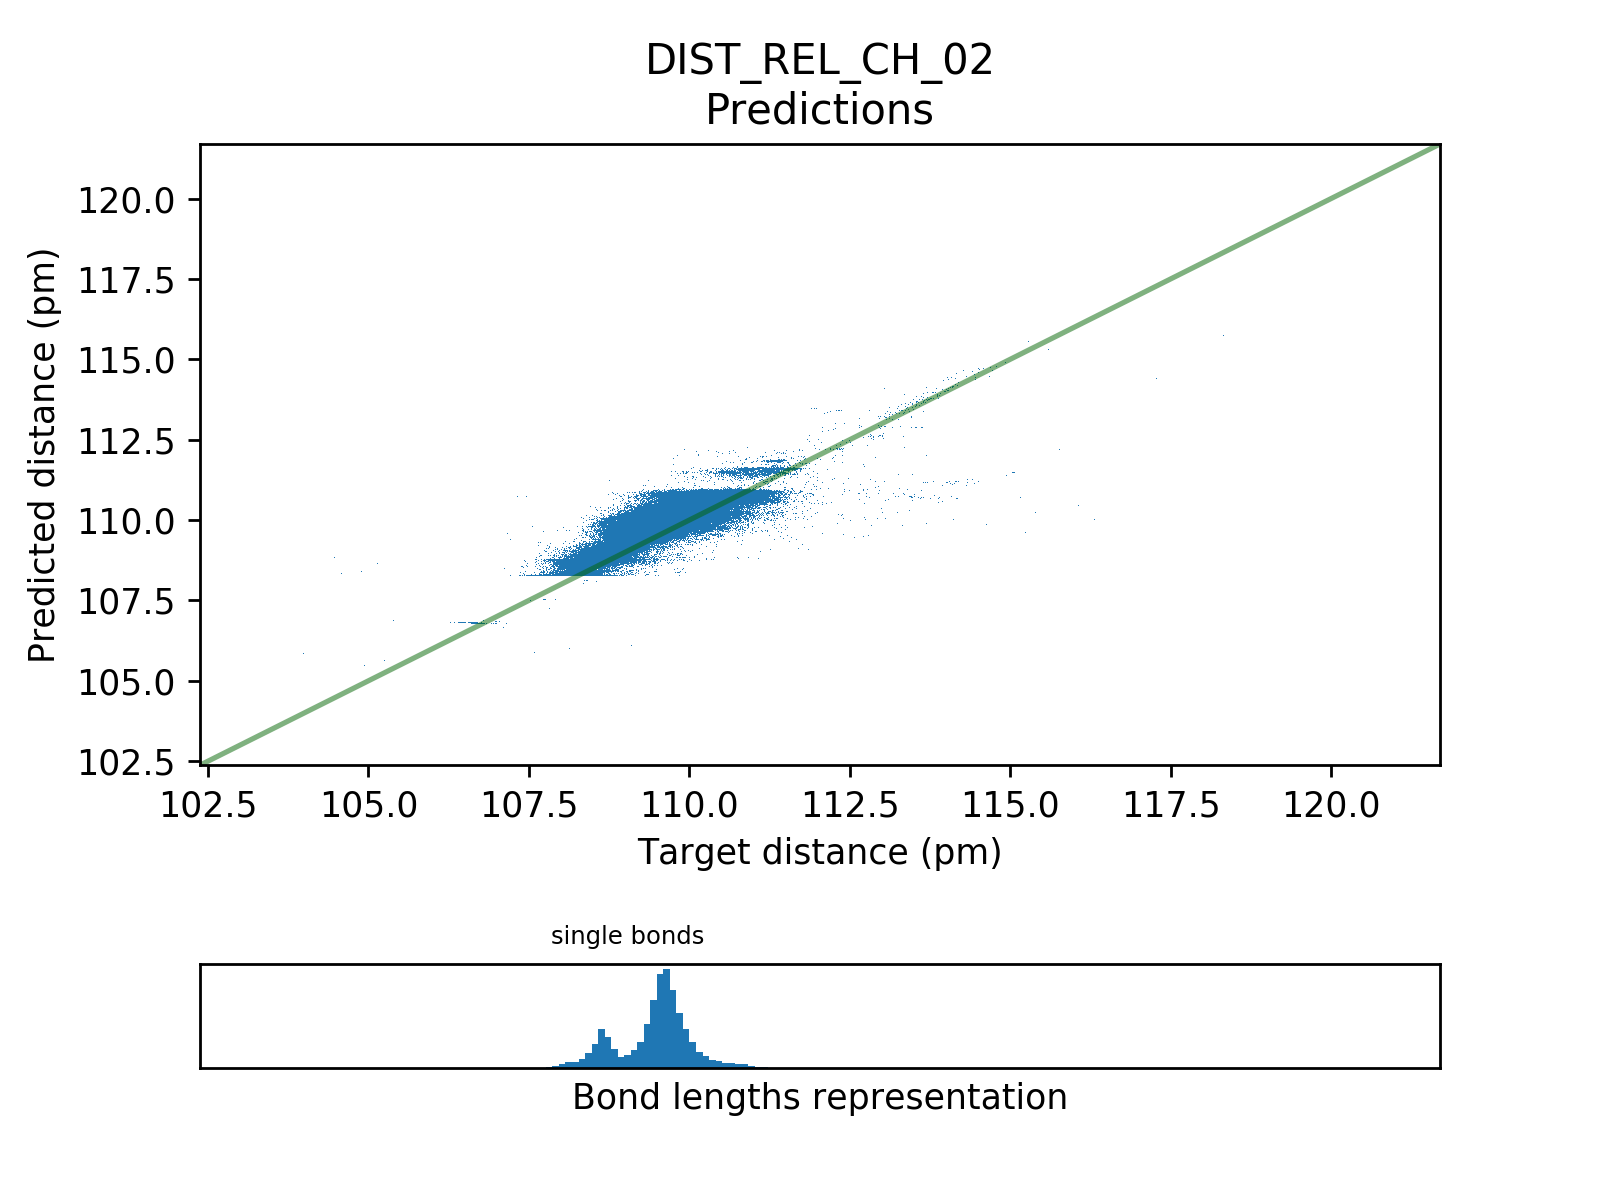 DIST_REL_CH_02
Predictions
Predicted distance (pm)
120.0
117.5
115.0
112.5
110.0
107.5
105.0
102.5
102.5 105.0 107.5 110.0 112.5 115.0 117.5 120.0
Target distance (pm)
single bonds
Bond lengths representation